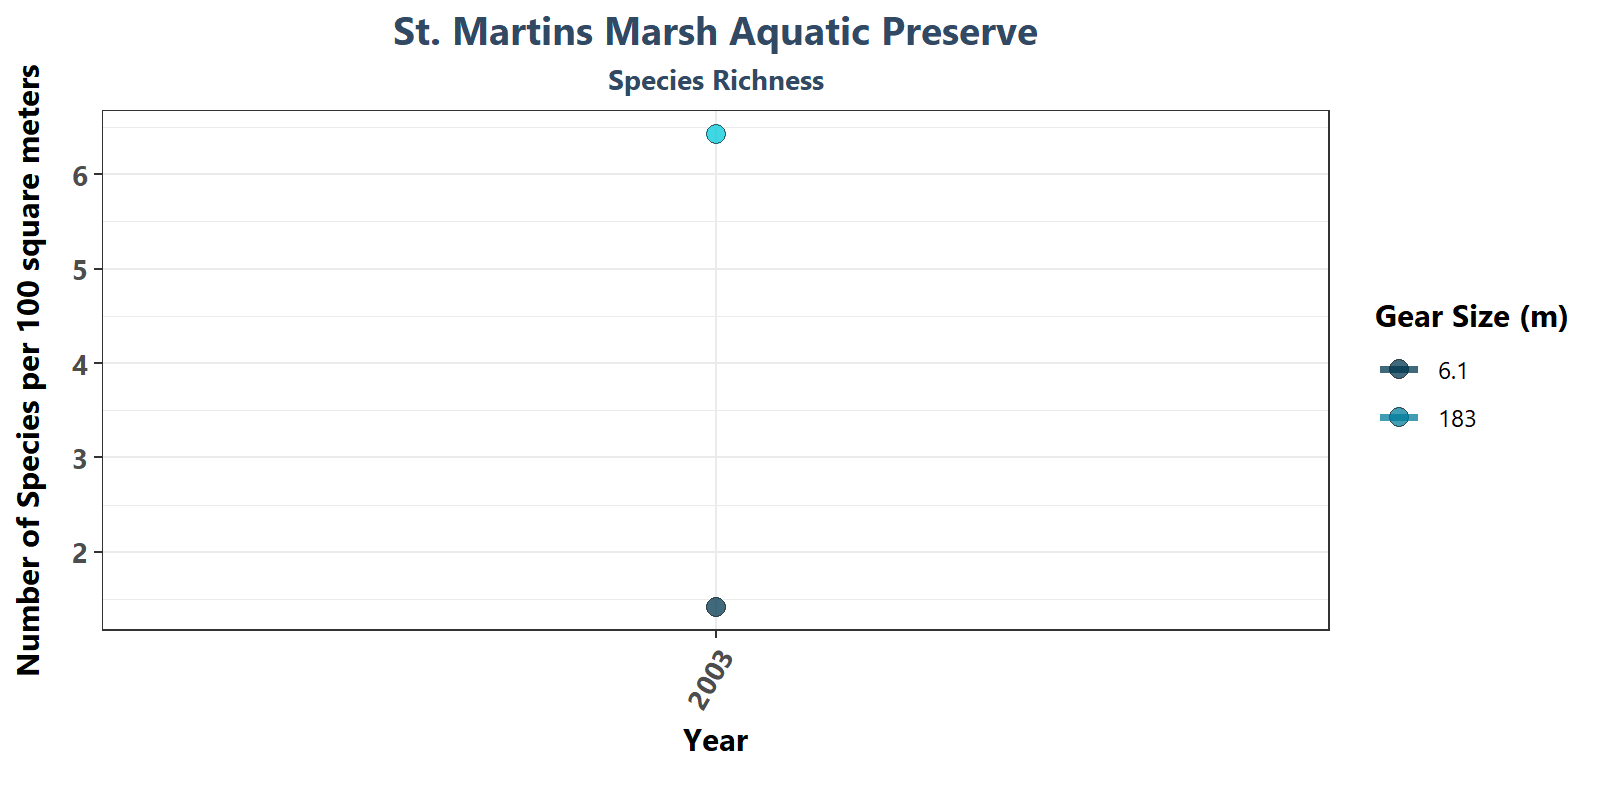 St. Martins Marsh Aquatic Preserve
Species Richness
Number of Species per 100 square meters
6
5
4
3
2
2003
Year
Gear Size (m)
6.1
183